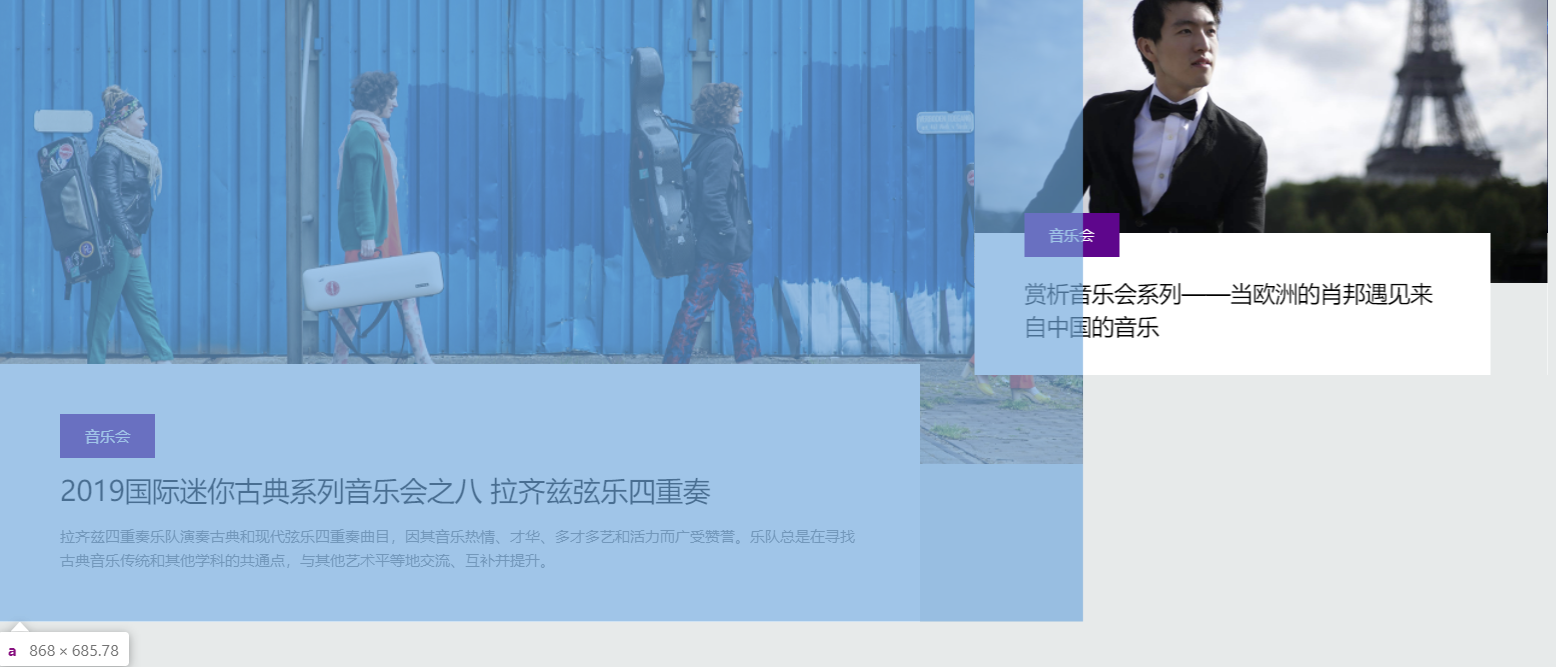 音乐会
赏析音乐会系列——当欧洲的肖邦遇见来
自中国的音乐
音乐会
2019国际迷你古典系列音乐会之八 拉齐兹弦乐四重奏
拉齐兹四重奏乐队演奏古典和现代弦乐四重奏曲目，因其音乐热情、才华、多才多艺和活力而广受赞誉。乐队总是在寻找
古典音乐传统和其他学科的共通点，与其他艺术平等地交流、互补并提升。
a 868 × 685.78